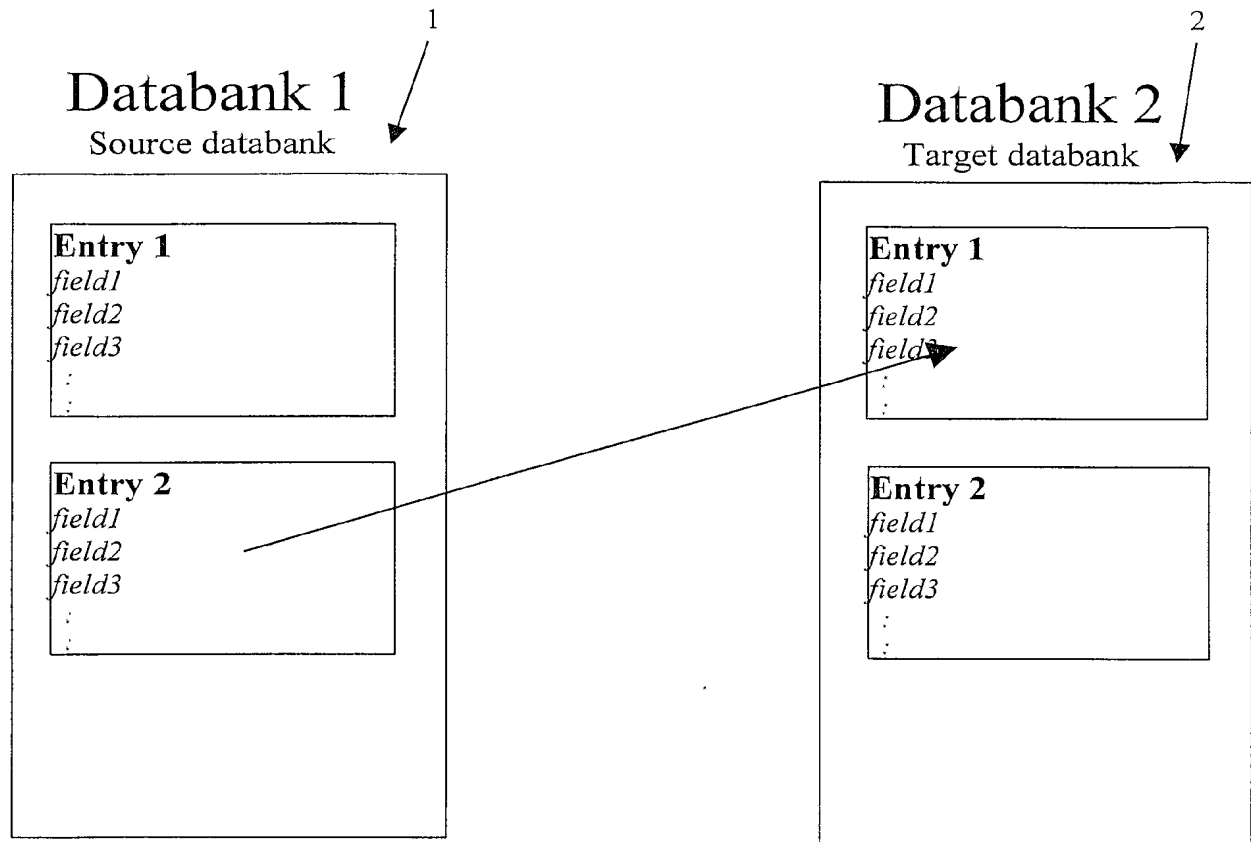 1
Databank 1
Source databank
Entry 1
field1
field2
field3
:
:
Entry 2
field1
field2
field3
:
:
2
Databank 2
Target databank
Entry 1
field1
field2
field3
:
:
Entry 2
field1
field2
field3
:
: